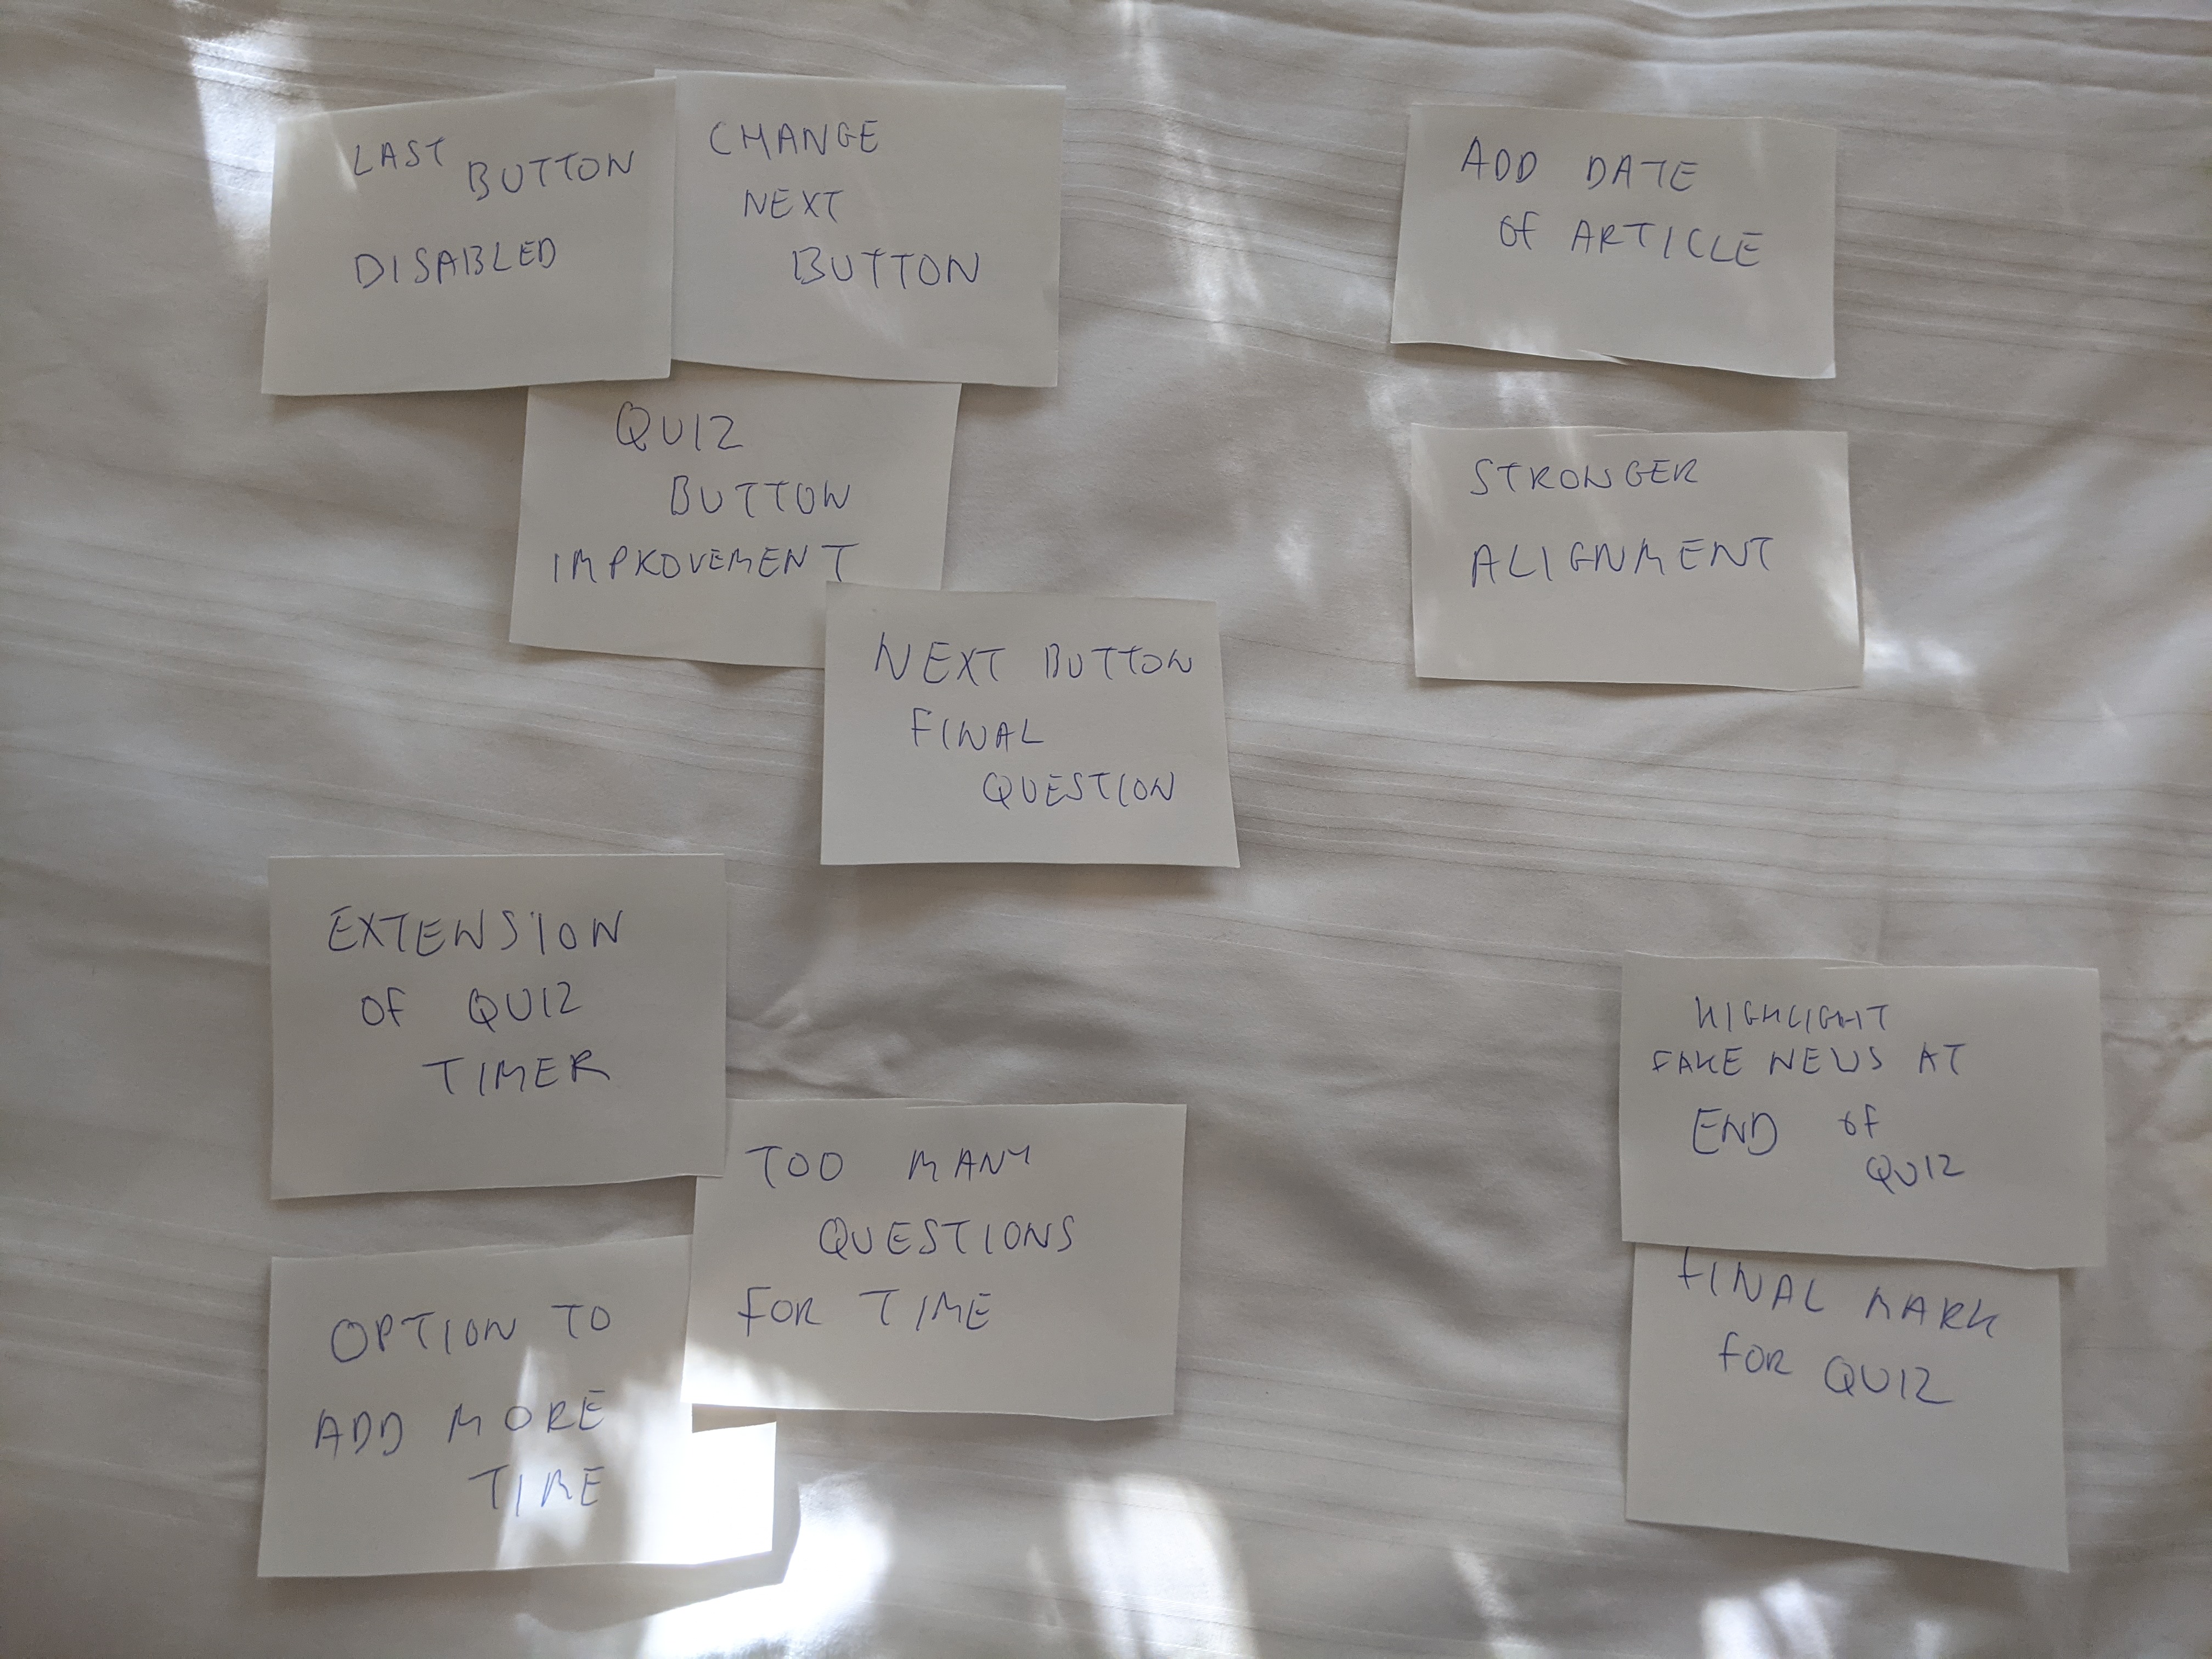 LAST BUTTON
DISABLED
CHANGE
NEXT
BUTTON
QUIZ
BUTTON
IMPROVEMENT
NEXT BUTTON
FINAL
QUESTION
ADD DATE
OF ARTICLE
STRONGER
ALIGNMENT
EXTENSION
OF QUIZ
TIMER
TOO MANY
QUESTIONS
FOR TIME
OPTION TO
ADD MORE
TIME
HIGHLIGHT
FAKE NEWS AT
END OF
QUIZ
FINAL MARK
FOR QUIZ